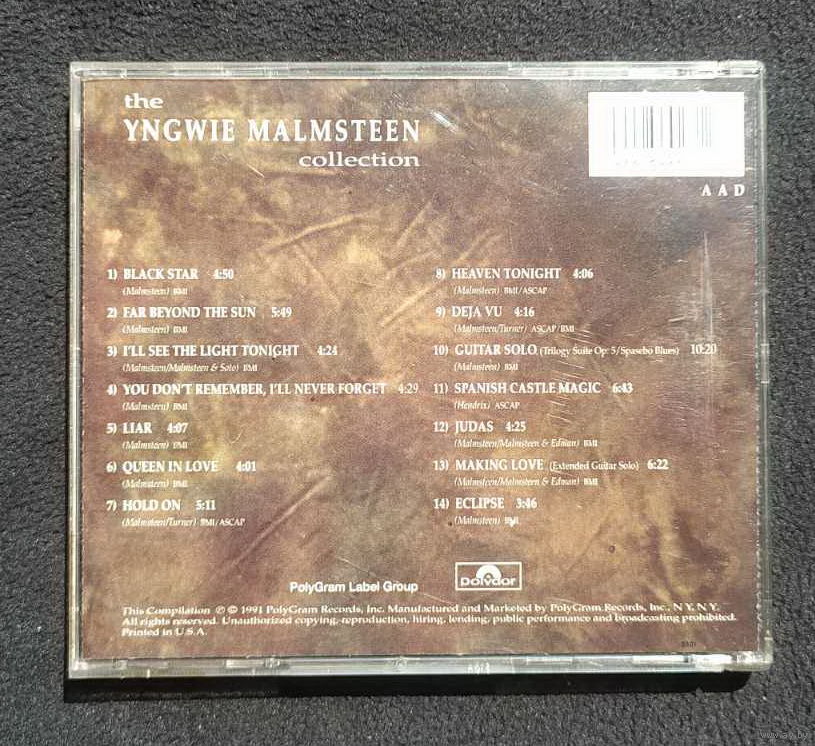 the
YNGWIE MALMSTEEN
collection
A A D
1) BLACK STAR 4:50
(Malmsteen) BMI
2) FAR BEYOND THE SUN 5:49
(Malmsteen) BMI
3) I'LL SEE THE LIGHT TONIGHT 4:24
(Malmsteen/Malmsteen & Solo) BMI
4) YOU DON'T REMEMBER, I'LL NEVER FORGET 4:29
(Malmsteen) BMI
5) LIAR 4:07
(Malmsteen) BMI
6) QUEEN IN LOVE 4:01
(Malmsteen) BMI
7) HOLD ON 5:11
(Malmsteen/Turner) BMI/ASCAP
8) HEAVEN TONIGHT 4:06
(Malmsteen) BMI/ASCAP
9) DEJA VU 4:16
(Malmsteen/Turner) ASCAP/BMI
10) GUITAR SOLO (Trilogy Suite Op: 5/Spasebo Blues) 10:20
(Malmsteen) BMI
11) SPANISH CASTLE MAGIC 6:43
(Hendrix) ASCAP
12) JUDAS 4:25
(Malmsteen/Malmsteen & Edman) BMI
13) MAKING LOVE (Extended Guitar Solo) 6:22
(Malmsteen/Malmsteen & Edman) BMI
14) ECLIPSE 3:46
(Malmsteen) BMI
PolyGram Label Group
polydor
This Compilation ℗ © 1991 PolyGram Records, Inc. Manufactured and Marketed by PolyGram Records, Inc., N.Y. N.Y.
All rights reserved. Unauthorized copying, reproduction, hiring, lending, public performance and broadcasting prohibited.
Printed in U.S.A.
www.ay.by